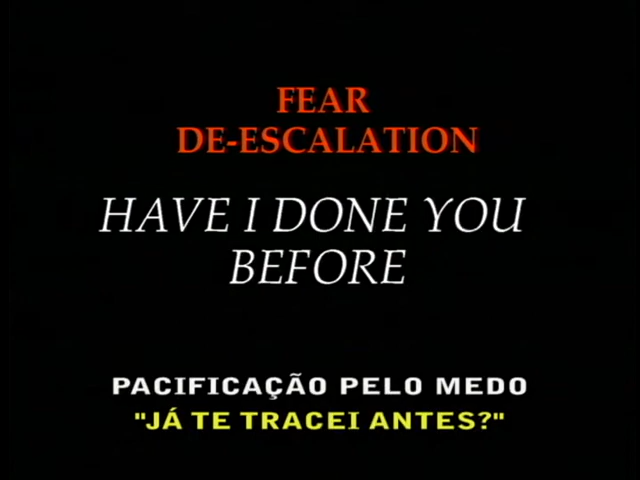 FEAR
DE-ESCALATION
HAVE I DONE YOU
BEFORE
PACIFICAÇÃO PELO MEDO
"JÁ TE TRACEI ANTES?"